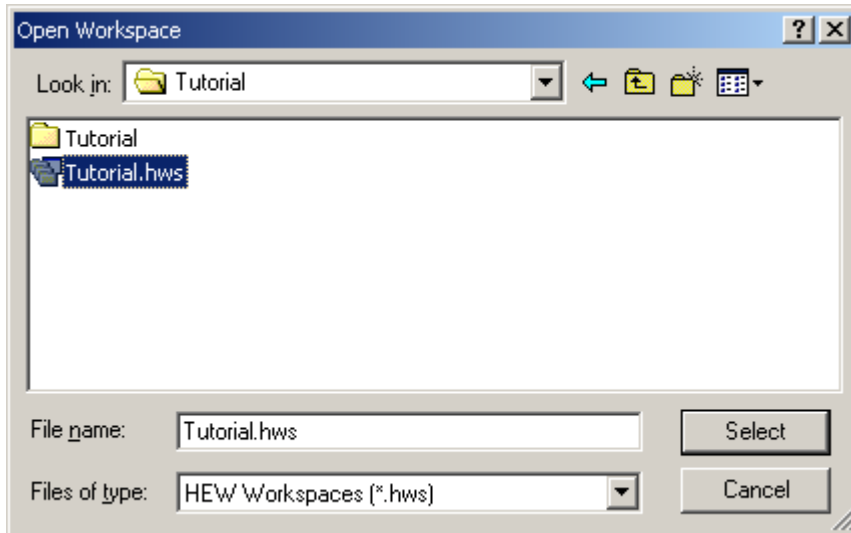 Open Workspace
Look in: Tutorial
Tutorial
Tutorial.hws
File name: Tutorial.hws Select
Files of type: HEW Workspaces (*.hws) Cancel